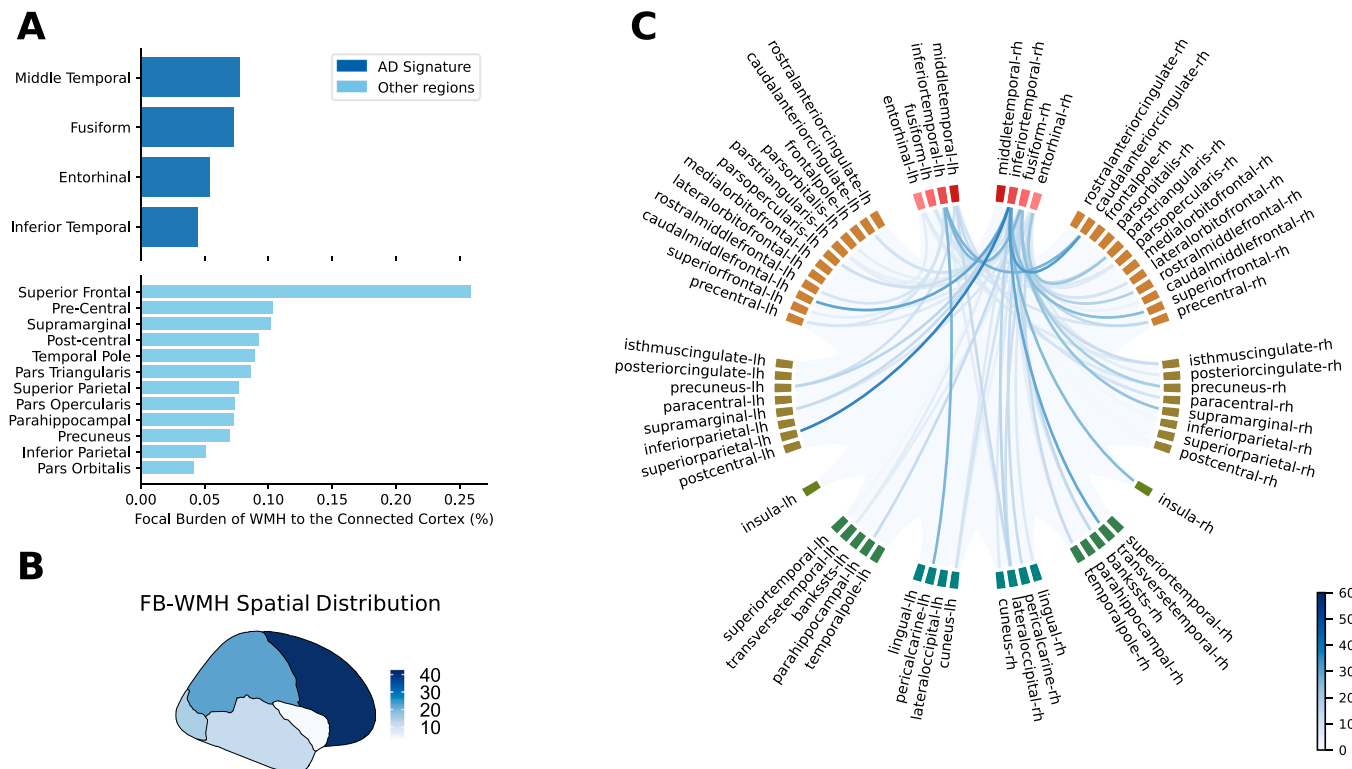 A
AD Signature
Other regions
Middle Temporal
Fusiform
Entorhinal
Inferior Temporal
Superior Frontal
Pre-Central
Supramarginal
Post-central
Temporal Pole
Pars Triangularis
Superior Parietal
Pars Opercularis
Parahippocampal
Precuneus
Inferior Parietal
Pars Orbitalis
0.00 0.05 0.10 0.15 0.20 0.25
Focal Burden of WMH to the Connected Cortex (%)
B
FB-WMH Spatial Distribution
40
30
20
10
C
entorhinal-lh
fusiform-lh
inferiortemporal-lh
middletemporal-lh
middletemporal-rh
inferiortemporal-rh
fusiform-rh
entorhinal-rh
rostralanteriorcingulate-lh
caudalanteriorcingulate-lh
frontalpole-lh
parsorbitalis-lh
parstriangularis-lh
parsopercularis-lh
medialorbitofrontal-lh
lateralorbitofrontal-lh
rostralmiddlefrontal-lh
caudalmiddlefrontal-lh
superiorfrontal-lh
precentral-lh
rostralanteriorcingulate-rh
caudalanteriorcingulate-rh
frontalpole-rh
parsorbitalis-rh
parstriangularis-rh
parsopercularis-rh
medialorbitofrontal-rh
lateralorbitofrontal-rh
rostralmiddlefrontal-rh
caudalmiddlefrontal-rh
superiorfrontal-rh
precentral-rh
isthmuscingulate-lh
posteriorcingulate-lh
precuneus-lh
paracentral-lh
supramarginal-lh
inferiorparietal-lh
superiorparietal-lh
postcentral-lh
isthmuscingulate-rh
posteriorcingulate-rh
precuneus-rh
paracentral-rh
supramarginal-rh
inferiorparietal-rh
superiorparietal-rh
postcentral-rh
insula-lh
insula-rh
superiortemporal-lh
transversetemporal-lh
bankssts-lh
parahippocampal-lh
temporalpole-lh
lingual-lh
pericalcarine-lh
lateraloccipital-lh
cuneus-lh
cuneus-rh
lateraloccipital-rh
pericalcarine-rh
lingual-rh
temporalpole-rh
parahippocampal-rh
bankssts-rh
transversetemporal-rh
superiortemporal-rh
60
50
40
30
20
10
0